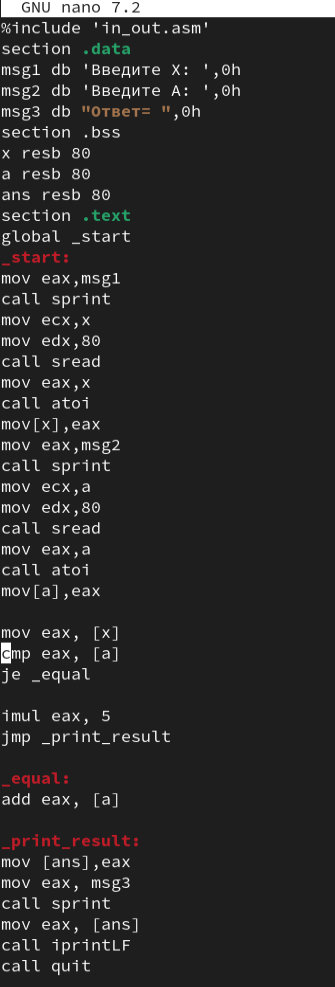 GNU nano 7.2
%include 'in_out.asm'
section .data
msg1 db 'Введите X: ',0h
msg2 db 'Введите A: ',0h
msg3 db "Ответ= ",0h
section .bss
x resb 80
a resb 80
ans resb 80
section .text
global _start
_start:
mov eax,msg1
call sprint
mov ecx,x
mov edx,80
call sread
mov eax,x
call atoi
mov[x],eax
mov eax,msg2
call sprint
mov ecx,a
mov edx,80
call sread
mov eax,a
call atoi
mov[a],eax
mov eax, [x]
cmp eax, [a]
je _equal
imul eax, 5
jmp _print_result
_equal:
add eax, [a]
_print_result:
mov [ans],eax
mov eax, msg3
call sprint
mov eax, [ans]
call iprintLF
call quit